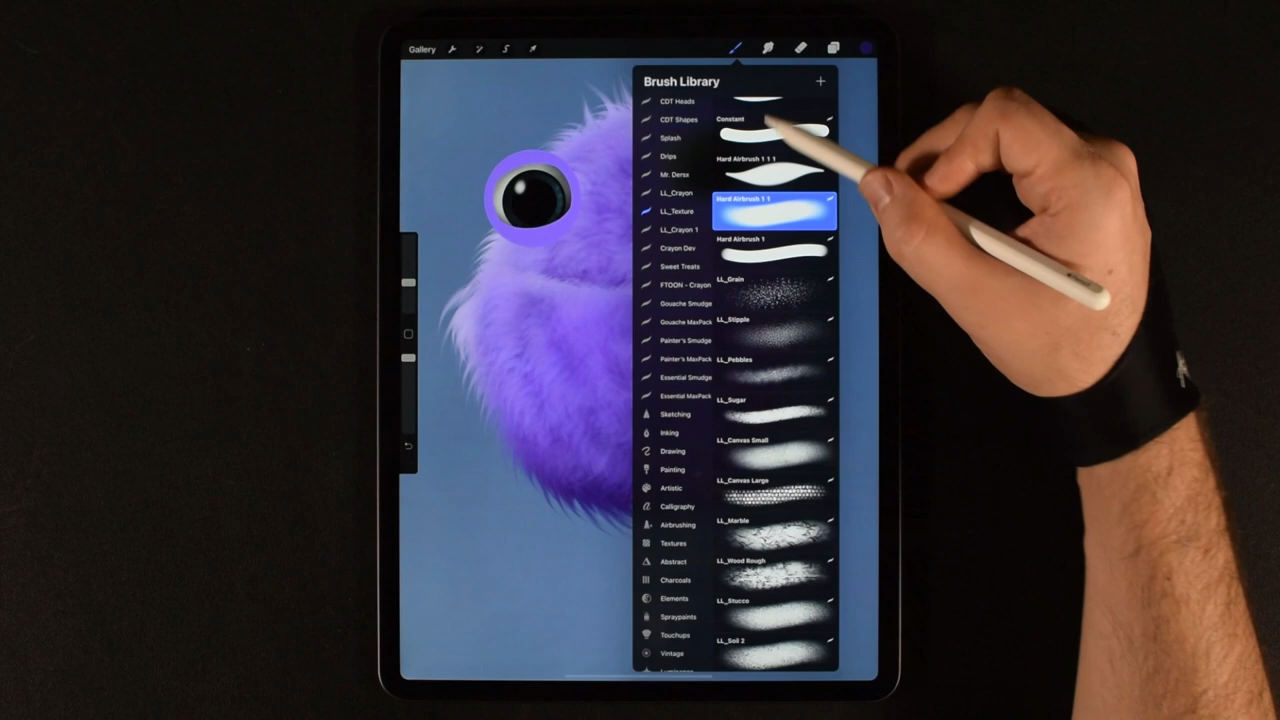 Gallery
Brush Library
CDT Heads
CDT Shapes
Splash
Drips
Mr. Dersx
LL_Crayon
LL_Texture
LL_Crayon 1
Crayon Dev
Sweet Treats
FTOON - Crayon
Gouache Smudge
Gouache MaxPack
Painter's Smudge
Painter's MaxPack
Essential Smudge
Essential MaxPack
Sketching
Inking
Drawing
Painting
Artistic
Calligraphy
Airbrushing
Textures
Abstract
Charcoals
Elements
Spraypaints
Touchups
Vintage
Luminance
Constant
Hard Airbrush 1 1 1
Hard Airbrush 1 1
Hard Airbrush 1
LL_Grain
LL_Stipple
LL_Pebbles
LL_Sugar
LL_Canvas Small
LL_Canvas Large
LL_Marble
LL_Wood Rough
LL_Stucco
LL_Soil 2